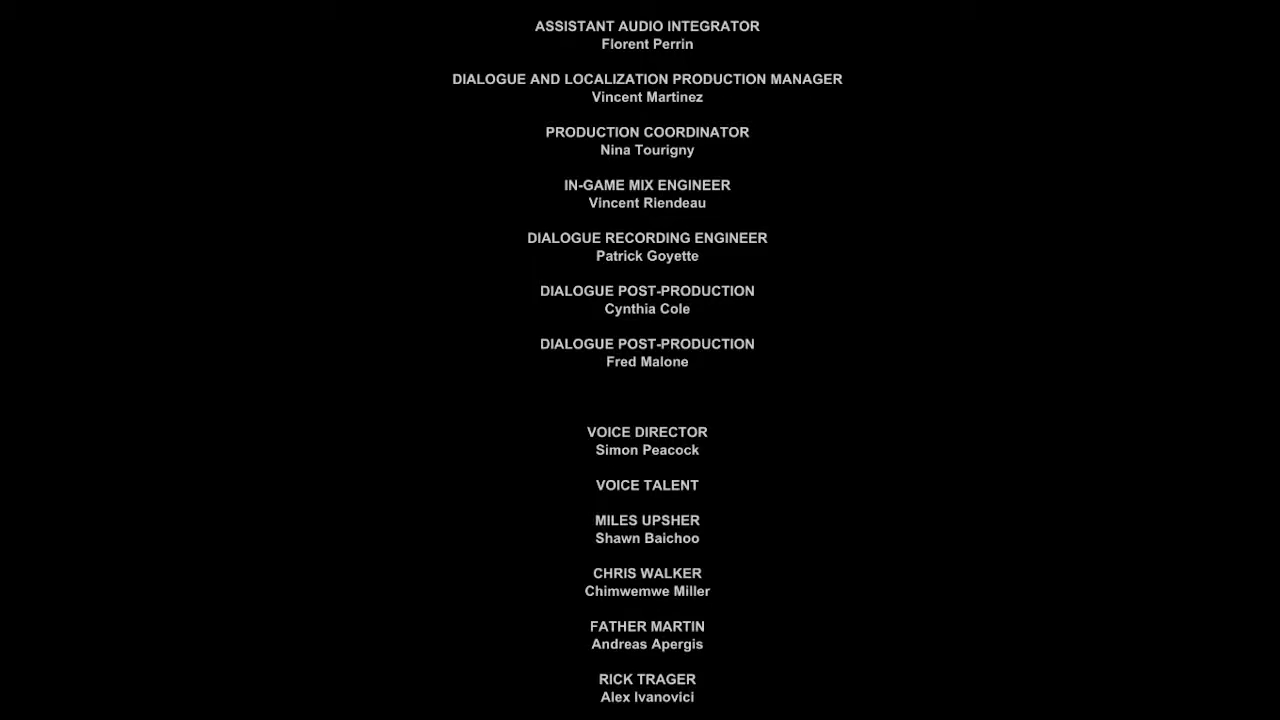 ASSISTANT AUDIO INTEGRATOR
Florent Perrin
DIALOGUE AND LOCALIZATION PRODUCTION MANAGER
Vincent Martinez
PRODUCTION COORDINATOR
Nina Tourigny
IN-GAME MIX ENGINEER
Vincent Riendeau
DIALOGUE RECORDING ENGINEER
Patrick Goyette
DIALOGUE POST-PRODUCTION
Cynthia Cole
DIALOGUE POST-PRODUCTION
Fred Malone
VOICE DIRECTOR
Simon Peacock
VOICE TALENT
MILES UPSHER
Shawn Baichoo
CHRIS WALKER
Chimwemwe Miller
FATHER MARTIN
Andreas Apergis
RICK TRAGER
Alex Ivanovici